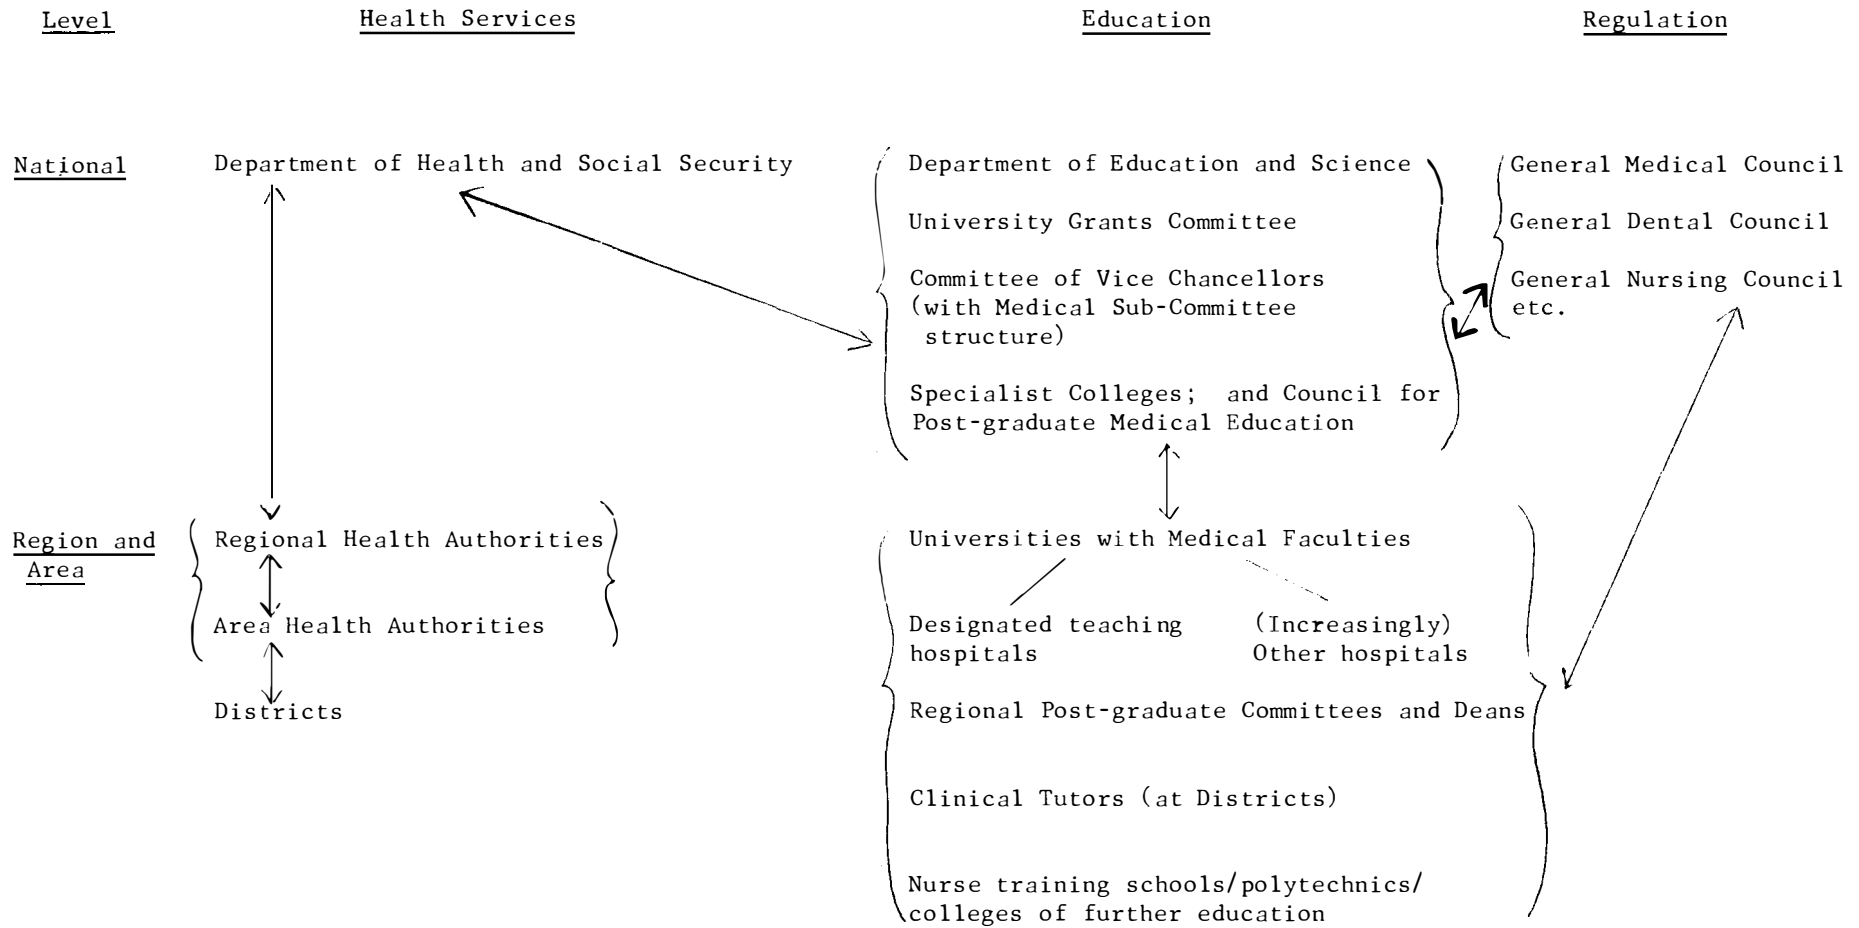 Level Health Services Education Regulation
National Department of Health and Social Security Department of Education and Science General Medical Council
University Grants Committee General Dental Council
Committee of Vice Chancellors General Nursing Council
(with Medical Sub-Committee etc.
structure)
Specialist Colleges; and Council for
Post-graduate Medical Education
Region and Regional Health Authorities Universities with Medical Faculties
Area
Area Health Authorities Designated teaching (Increasingly)
hospitals Other hospitals
Districts Regional Post-graduate Committees and Deans
Clinical Tutors (at Districts)
Nurse training schools/polytechnics/
colleges of further education